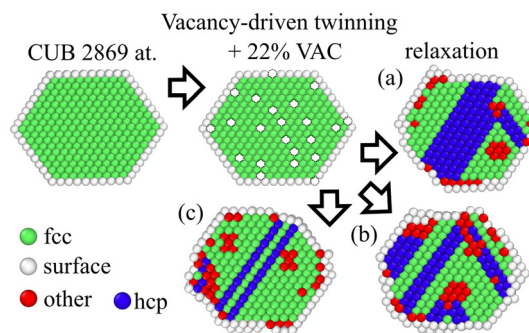 Vacancy-driven twinning
CUB 2869 at.
+ 22% VAC
relaxation
(a)
(c)
(b)
fcc
surface
other
hcp